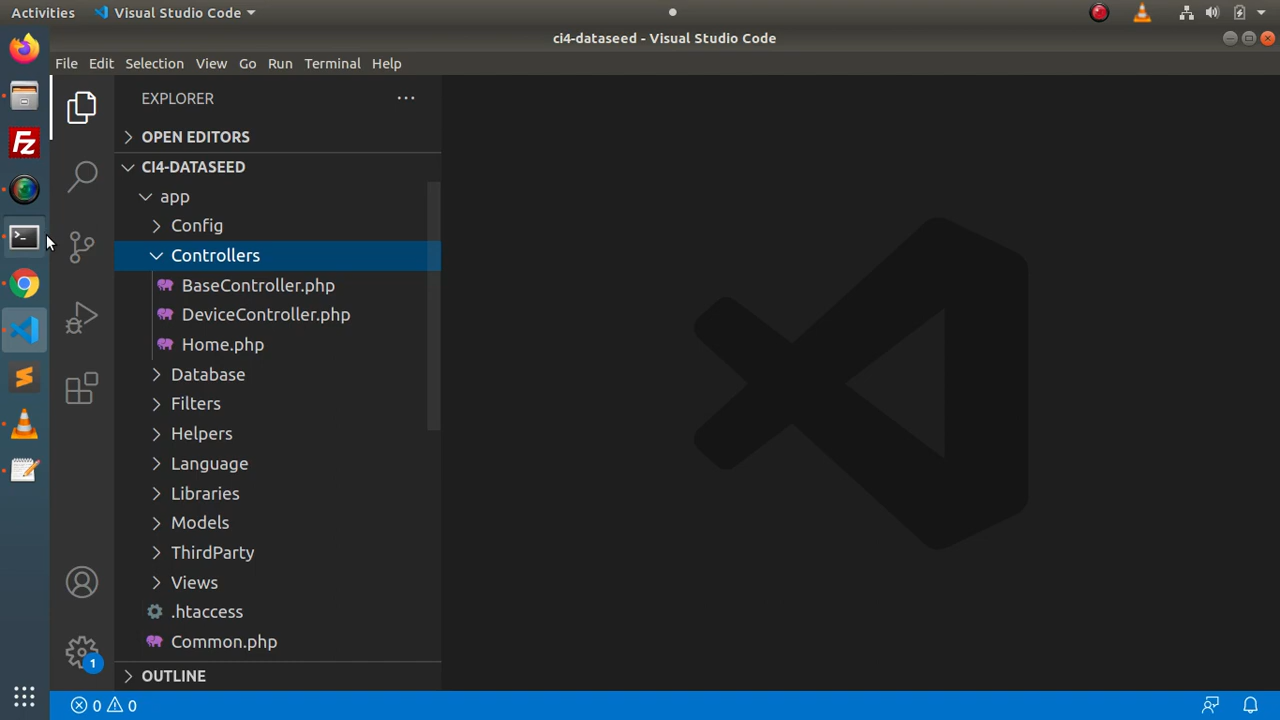 Activities
Visual Studio Code
ci4-dataseed - Visual Studio Code
File Edit Selection View Go Run Terminal Help
EXPLORER
OPEN EDITORS
CI4-DATASEED
app
Config
Controllers
BaseController.php
DeviceController.php
Home.php
Database
Filters
Helpers
Language
Libraries
Models
ThirdParty
Views
.htaccess
Common.php
OUTLINE
1
0 0
Fz